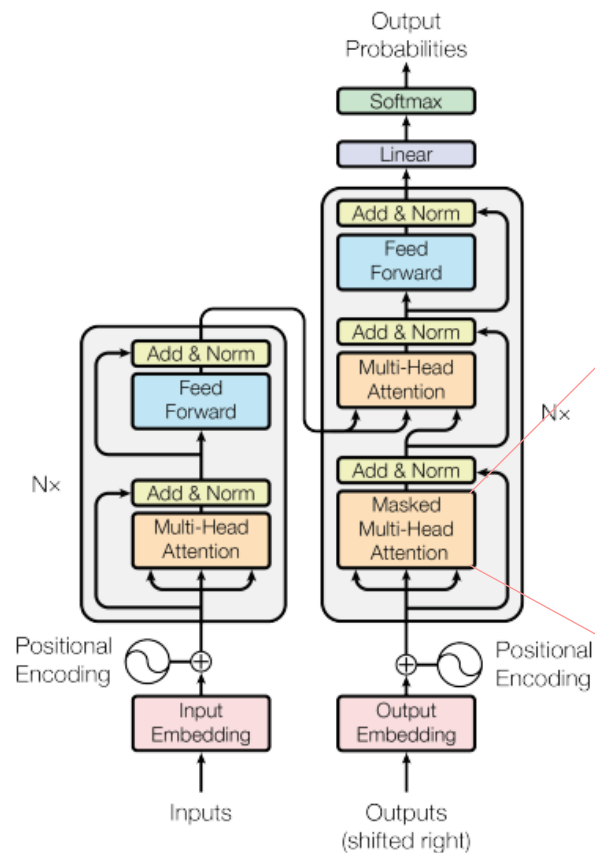 Output
Probabilities
Softmax
Linear
Add & Norm
Feed
Forward
Add & Norm
Multi-Head
Attention
Add & Norm
Masked
Multi-Head
Attention
N×
Add & Norm
Feed
Forward
Add & Norm
Multi-Head
Attention
N×
Positional
Encoding
Positional
Encoding
Input
Embedding
Output
Embedding
Inputs
Outputs
(shifted right)